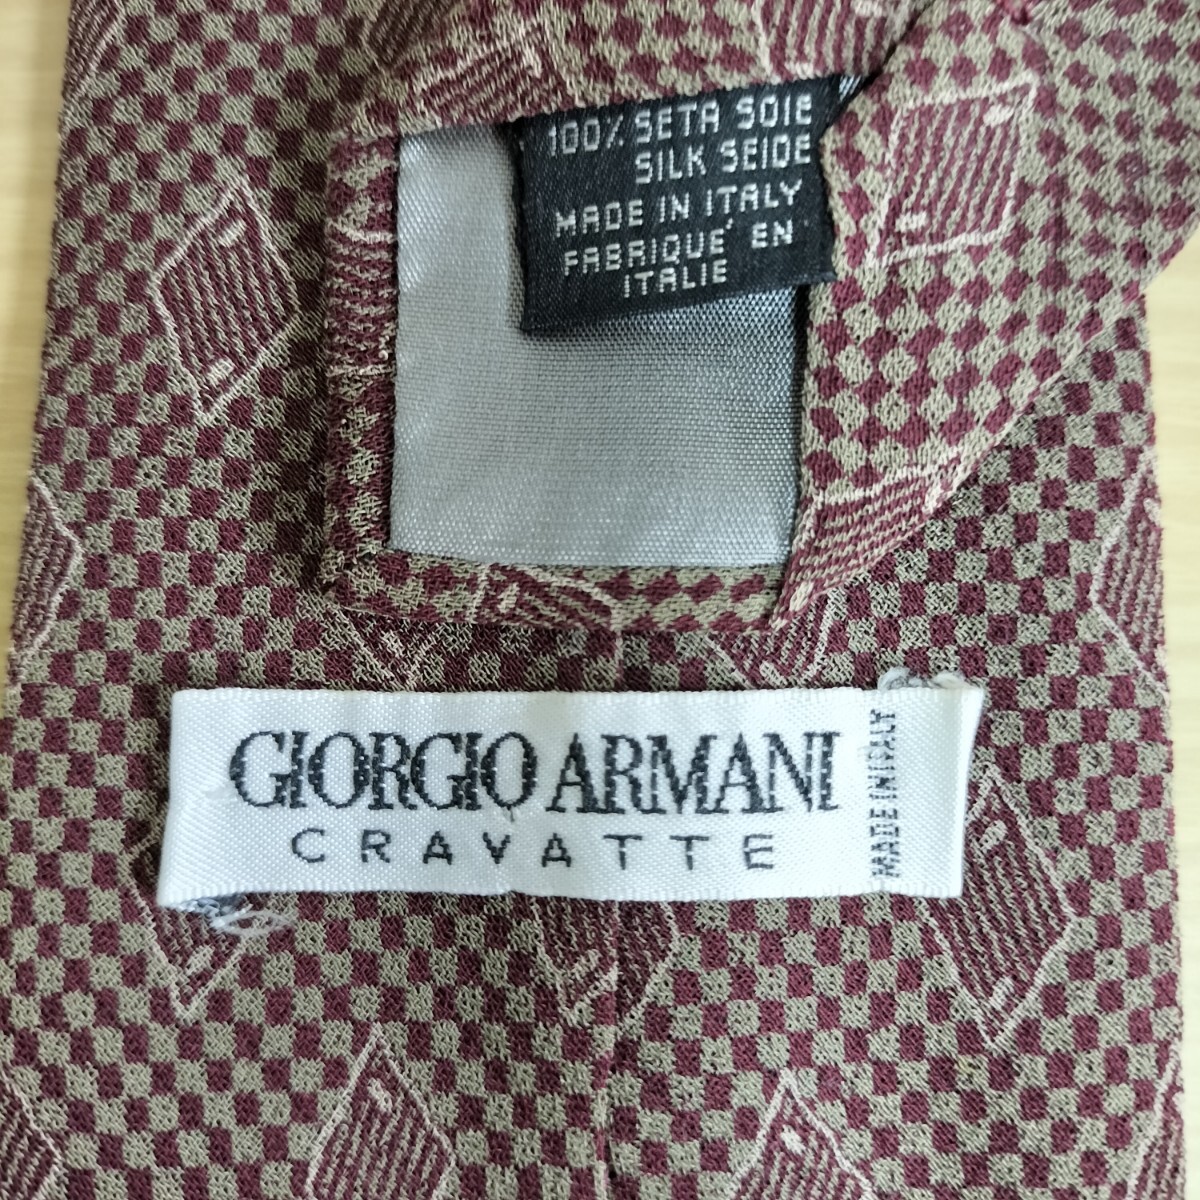 100% SETA SOIE
SILK SEIDE
MADE IN ITALY
FABRIQUE' EN
ITALIE
GIORGIO ARMANI
CRAVATTE
MADE IN ITALY